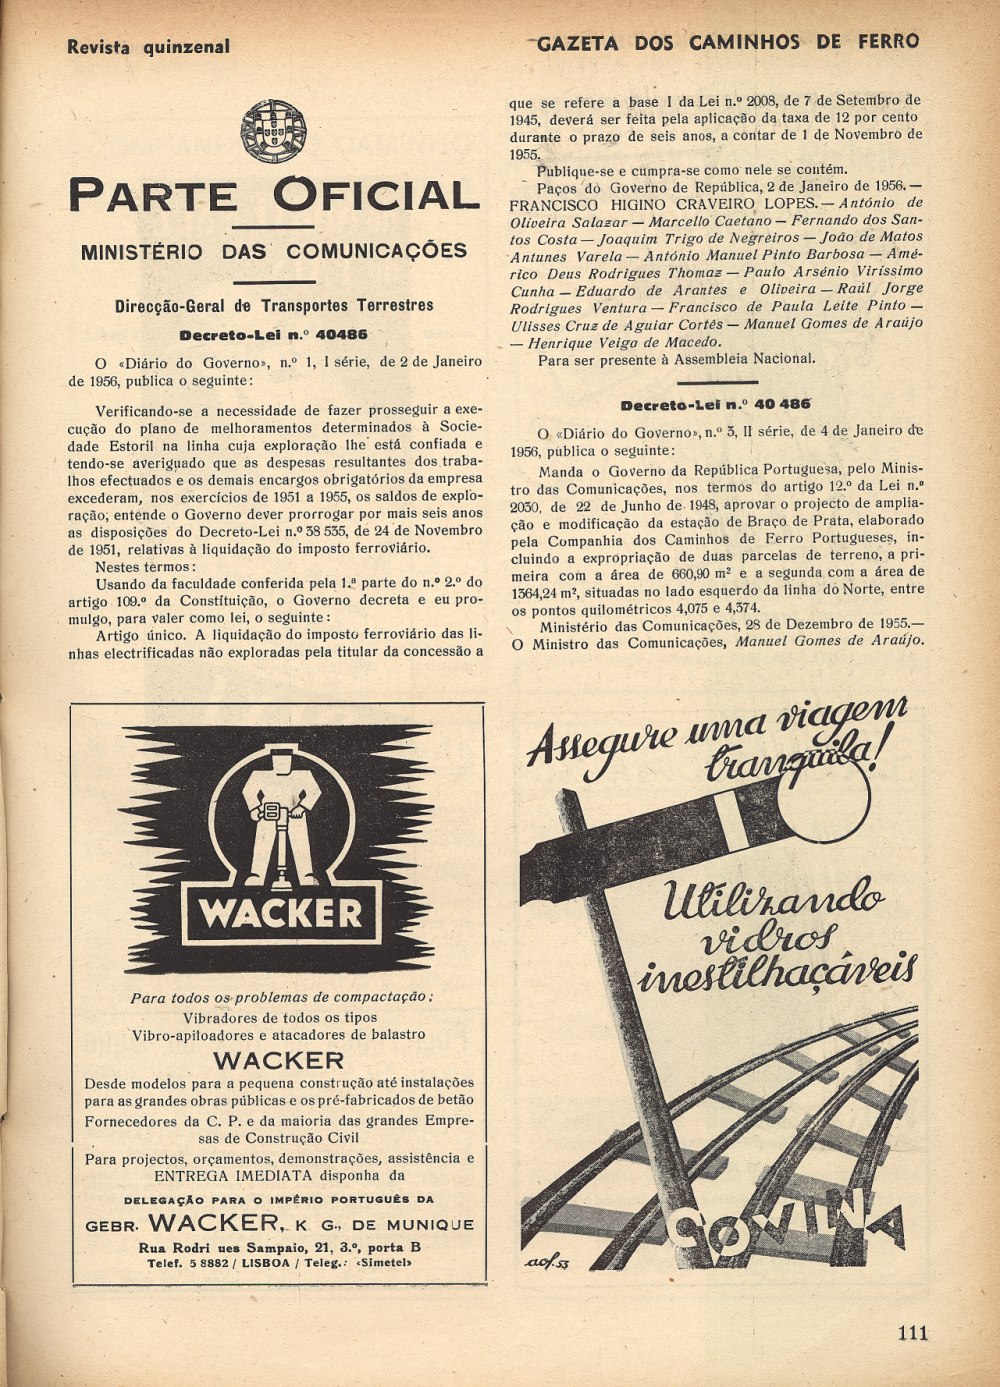 Revista quinzenal
GAZETA DOS CAMINHOS DE FERRO
PARTE OFICIAL
MINISTÉRIO DAS COMUNICAÇÕES
Direcção-Geral de Transportes Terrestres
Decreto-Lei n.º 40486
O «Diário do Governo», n.º 1, I série, de 2 de Janeiro
de 1956, publica o seguinte:
Verificando-se a necessidade de fazer prosseguir a exe-
cução do plano de melhoramentos determinados à Socie-
dade Estoril na linha cuja exploração lhe está confiada e
tendo-se averiguado que as despesas resultantes dos traba-
lhos efectuados e os demais encargos obrigatórios da empresa
excederam, nos exercícios de 1951 a 1955, os saldos de explo-
ração, entende o Governo dever prorrogar por mais seis anos
as disposições do Decreto-Lei n.º 38 535, de 24 de Novembro
de 1951, relativas à liquidação do imposto ferroviário.
Nestes termos:
Usando da faculdade conferida pela 1.ª parte do n.º 2.º do
artigo 109.º da Constituição, o Governo decreta e eu pro-
mulgo, para valer como lei, o seguinte:
Artigo único. A liquidação do imposto ferroviário das li-
nhas electrificadas não exploradas pela titular da concessão a
que se refere a base I da Lei n.º 2008, de 7 de Setembro de
1945, deverá ser feita pela aplicação da taxa de 12 por cento
durante o prazo de seis anos, a contar de 1 de Novembro de
1955.
Publique-se e cumpra-se como nele se contém.
Paços do Governo de República, 2 de Janeiro de 1956. —
FRANCISCO HIGINO CRAVEIRO LOPES. — António de
Oliveira Salazar — Marcello Caetano — Fernando dos San-
tos Costa — Joaquim Trigo de Negreiros — João de Matos
Antunes Varela — António Manuel Pinto Barbosa — Amé-
rico Deus Rodrigues Thomaz — Paulo Arsénio Viríssimo
Cunha — Eduardo de Arantes e Oliveira — Raúl Jorge
Rodrigues Ventura — Francisco de Paula Leite Pinto —
Ulisses Cruz de Aguiar Cortês — Manuel Gomes de Araújo
— Henrique Veiga de Macedo.
Para ser presente à Assembleia Nacional.
Decreto-Lei n.º 40 486
O «Diário do Governo», n.º 3, II série, de 4 de Janeiro de
1956, publica o seguinte:
Manda o Governo da República Portuguesa, pelo Minis-
tro das Comunicações, nos termos do artigo 12.º da Lei n.º
2030, de 22 de Junho de 1948, aprovar o projecto de amplia-
ção e modificação da estação de Braço de Prata, elaborado
pela Companhia dos Caminhos de Ferro Portugueses, in-
cluindo a expropriação de duas parcelas de terreno, a pri-
meira com a área de 660,90 m² e a segunda com a área de
1364,24 m², situadas no lado esquerdo da linha do Norte, entre
os pontos quilométricos 4,075 e 4,374.
Ministério das Comunicações, 28 de Dezembro de 1955.—
O Ministro das Comunicações, Manuel Gomes de Araújo.
WACKER
Para todos os problemas de compactação:
Vibradores de todos os tipos
Vibro-apiloadores e atacadores de balastro
WACKER
Desde modelos para a pequena construção até instalações
para as grandes obras públicas e os pré-fabricados de betão
Fornecedores da C. P. e da maioria das grandes Empre-
sas de Construção Civil
Para projectos, orçamentos, demonstrações, assistência e
ENTREGA IMEDIATA disponha da
DELEGAÇÃO PARA O IMPÉRIO PORTUGUÊS DA
GEBR. WACKER, K. G., DE MUNIQUE
Rua Rodri ues Sampaio, 21, 3.º, porta B
Telef. 5 8882 / LISBOA / Teleg.: «Simetel»
Assegure uma viagem
tranquila!
Utilizando
vidros
inestilhaçáveis
COVINA
aof. 53
111